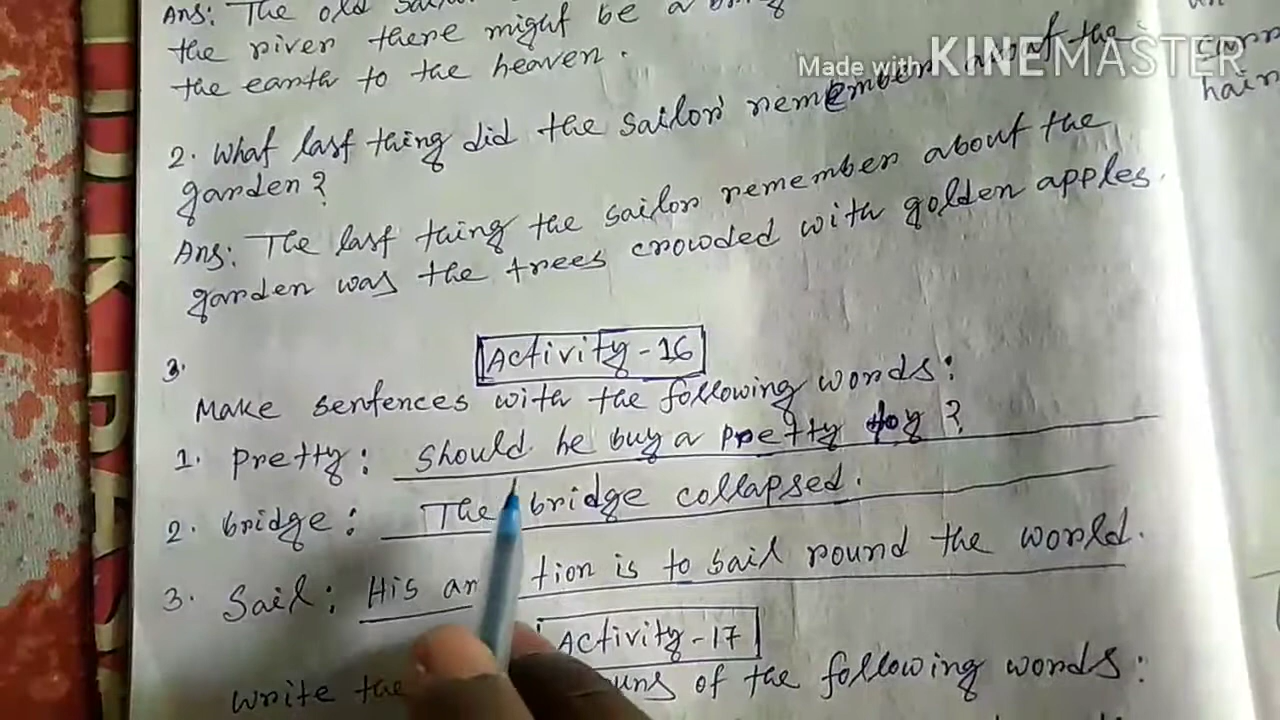 Ans: The old
the river there might be a
the earth to the heaven.
Made with KINEMASTER
2. What last thing did the sailor remember about the
garden?
Ans: The last thing the sailor remember about the
garden was the trees crowded with golden apples.
3.
Activity-16
Make sentences with the following words:
1. Pretty: Should he buy a pretty toy?
2. bridge: The bridge collapsed.
3. Sail: His tion is to sail round the world.
Activity-17
Write the of the following words: